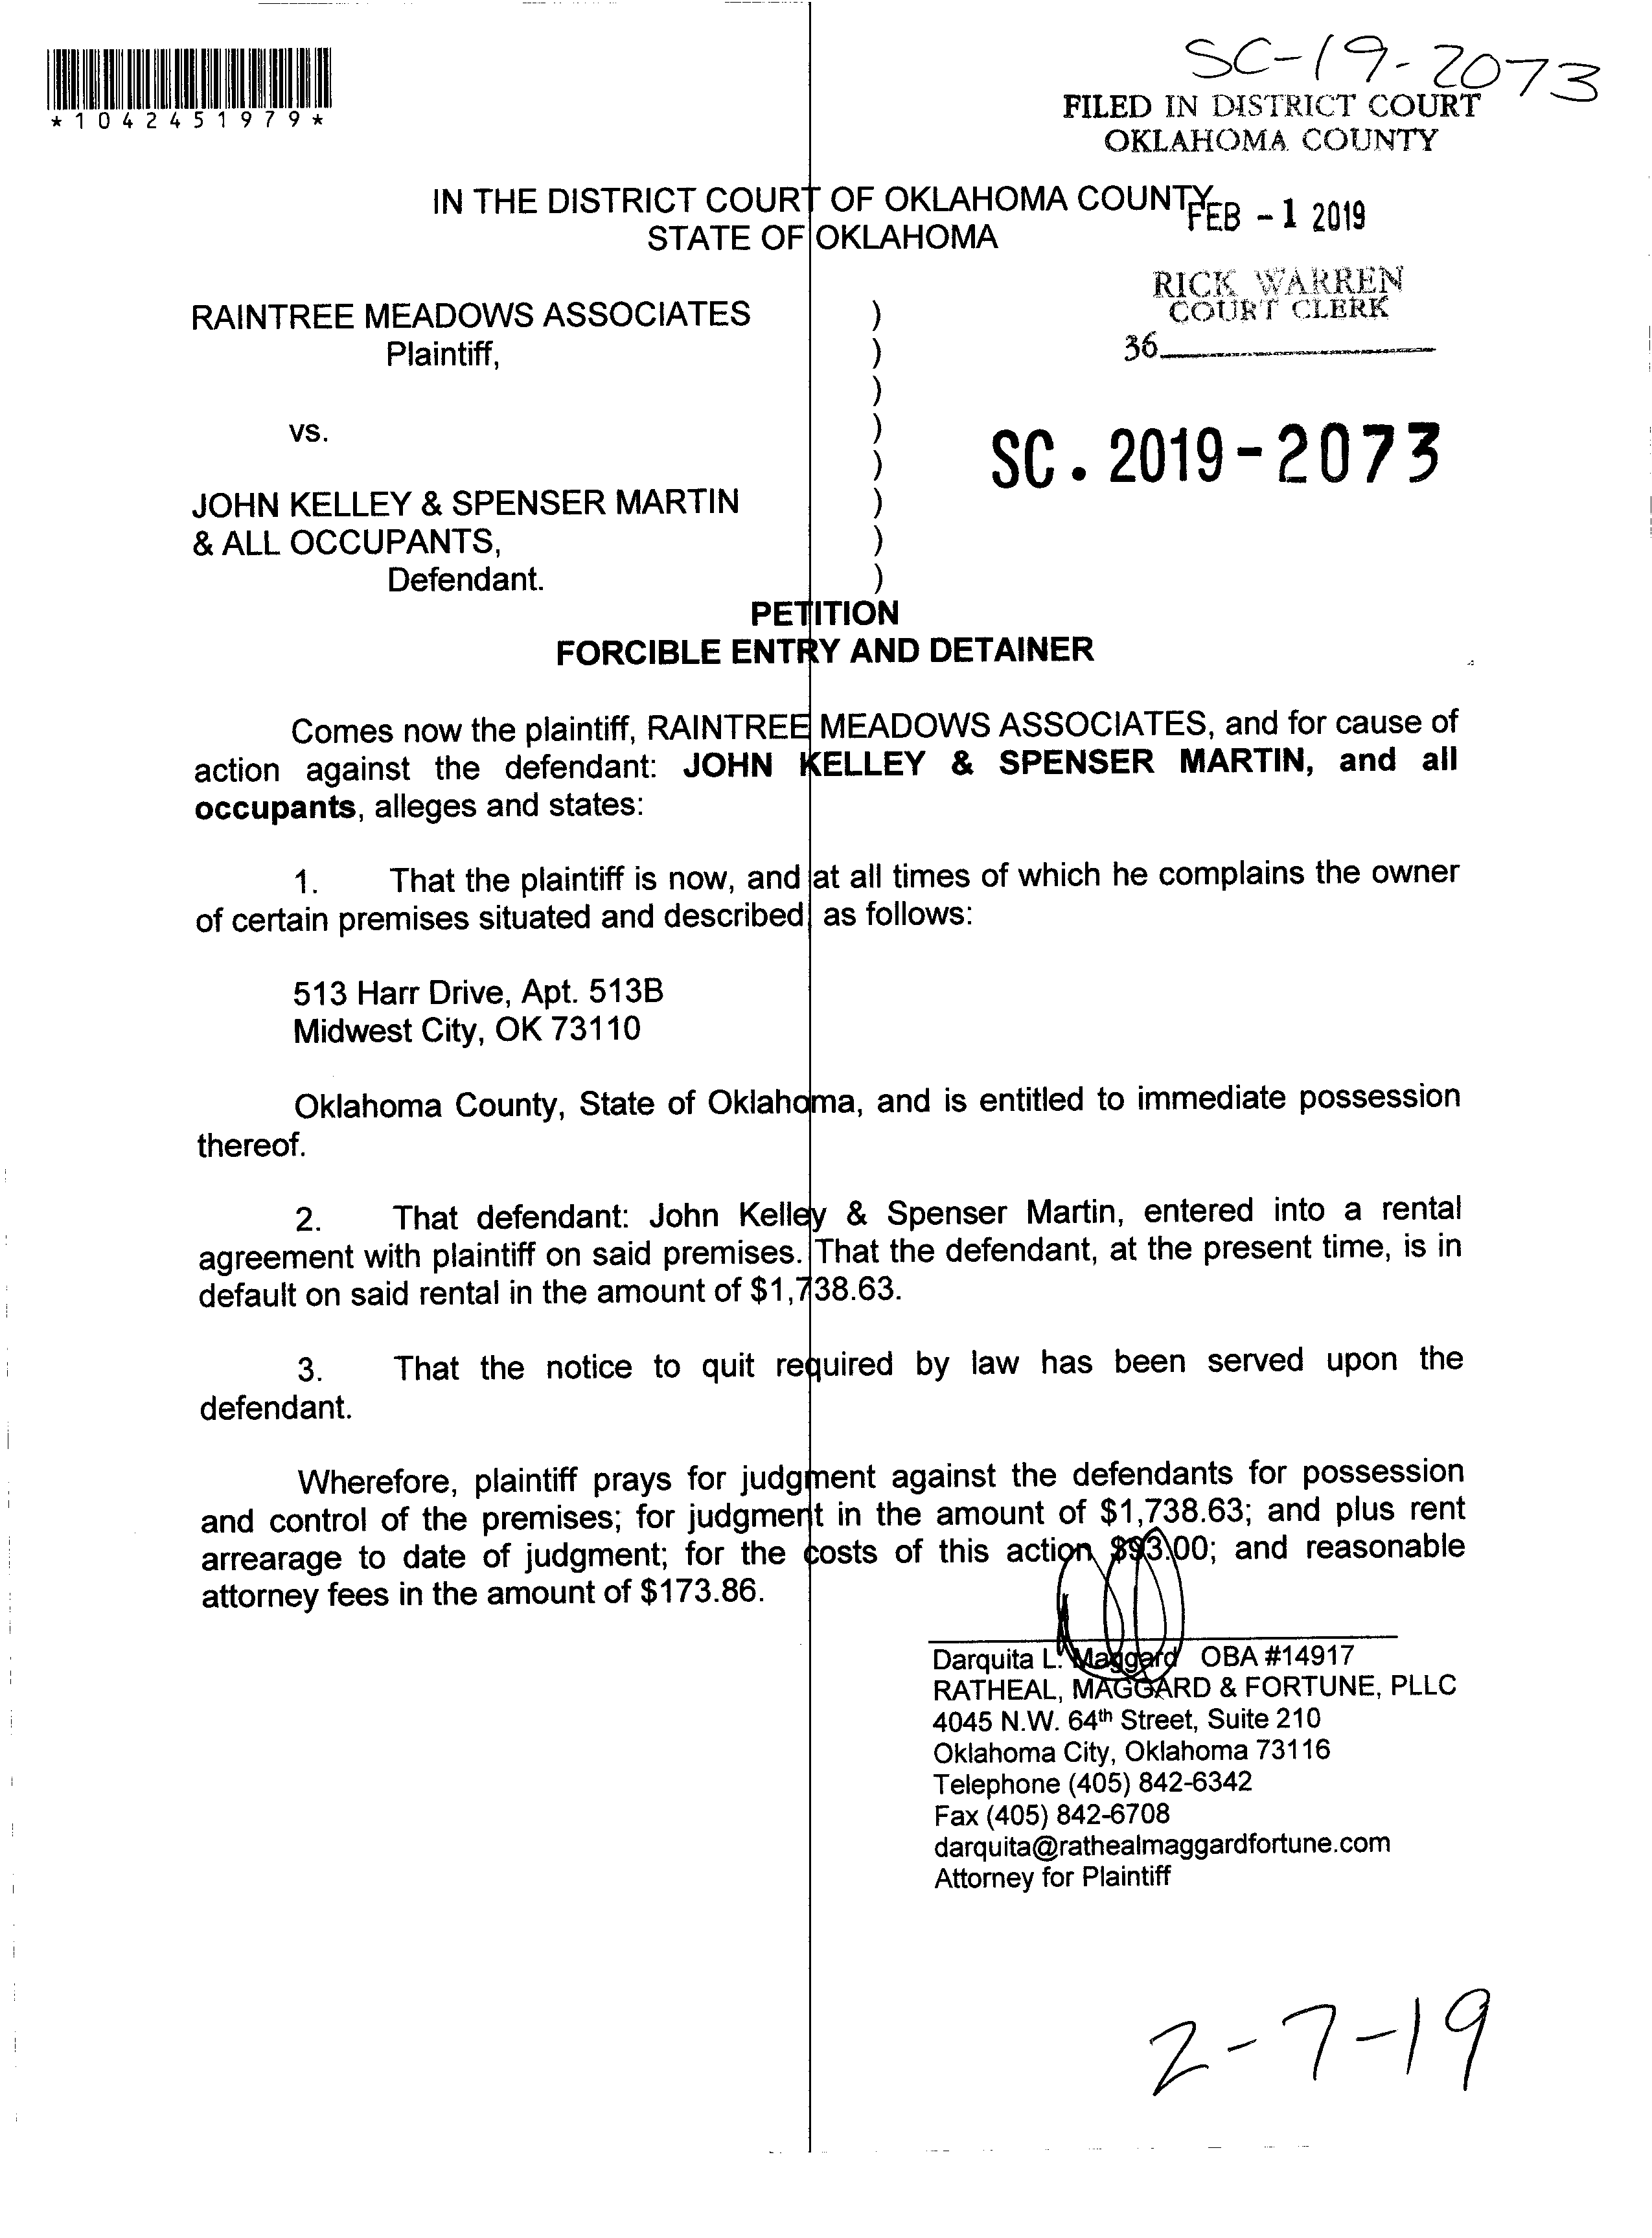 *1042451979*
SC-19-2073
FILED IN DISTRICT COURT
OKLAHOMA COUNTY
IN THE DISTRICT COURT OF OKLAHOMA COUNTY
FEB -1 2019
STATE OF OKLAHOMA
RICK WARREN
COURT CLERK
36
RAINTREE MEADOWS ASSOCIATES )
Plaintiff, )
)
vs. )
) SC. 2019-2073
JOHN KELLEY & SPENSER MARTIN )
& ALL OCCUPANTS, )
Defendant. )
PETITION
FORCIBLE ENTRY AND DETAINER
Comes now the plaintiff, RAINTREE MEADOWS ASSOCIATES, and for cause of
action against the defendant: JOHN KELLEY & SPENSER MARTIN, and all
occupants, alleges and states:
1. That the plaintiff is now, and at all times of which he complains the owner
of certain premises situated and described as follows:
513 Harr Drive, Apt. 513B
Midwest City, OK 73110
Oklahoma County, State of Oklahoma, and is entitled to immediate possession
thereof.
2. That defendant: John Kelley & Spenser Martin, entered into a rental
agreement with plaintiff on said premises. That the defendant, at the present time, is in
default on said rental in the amount of $1,738.63.
3. That the notice to quit required by law has been served upon the
defendant.
Wherefore, plaintiff prays for judgment against the defendants for possession
and control of the premises; for judgment in the amount of $1,738.63; and plus rent
arrearage to date of judgment; for the costs of this action $93.00; and reasonable
attorney fees in the amount of $173.86.
Darquita L. Maggard OBA #14917
RATHEAL, MAGGARD & FORTUNE, PLLC
4045 N.W. 64th Street, Suite 210
Oklahoma City, Oklahoma 73116
Telephone (405) 842-6342
Fax (405) 842-6708
darquita@rathealmaggardfortune.com
Attorney for Plaintiff
2-7-19